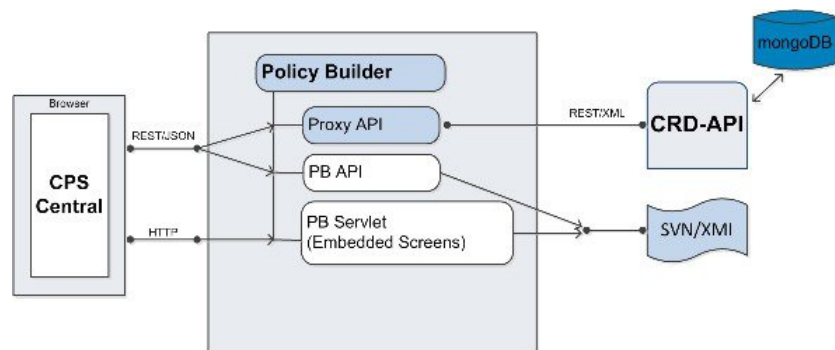 Browser
CPS
Central
REST/JSON
HTTP
Policy Builder
Proxy API
PB API
PB Servlet
(Embedded Screens)
REST/XML
CRD-API
mongoDB
SVN/XMI